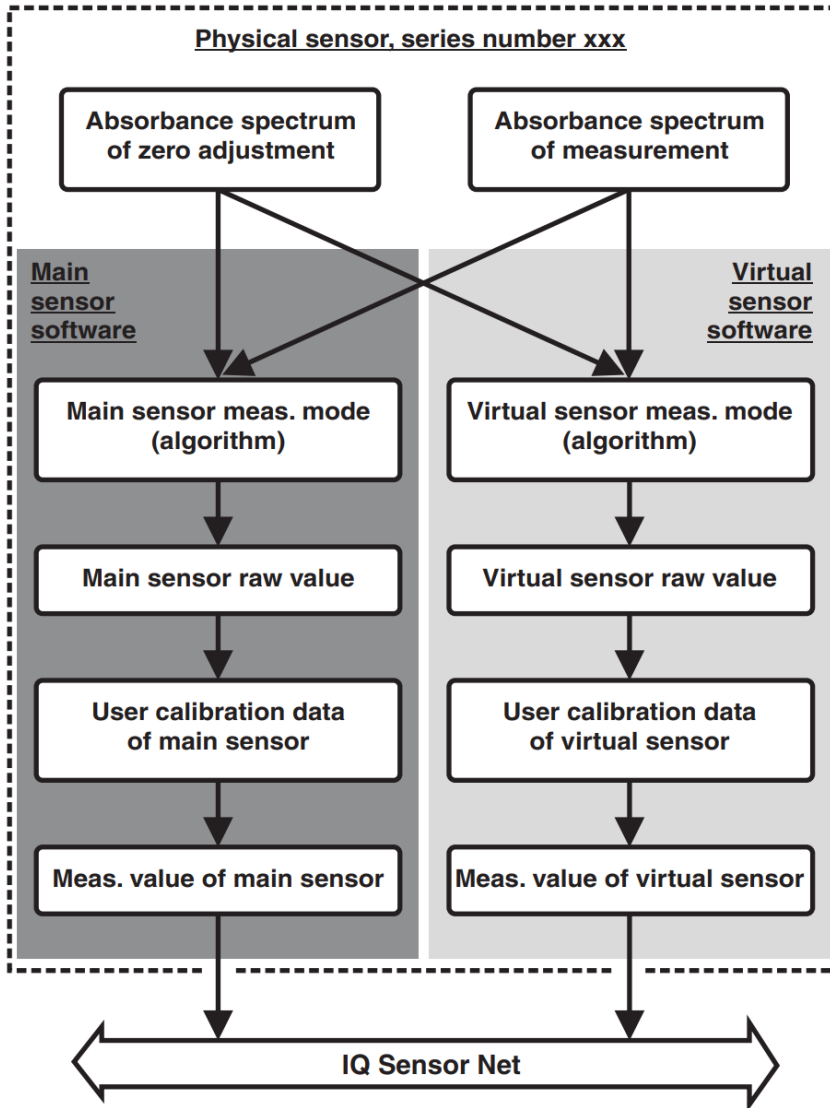 Physical sensor, series number xxx
Absorbance spectrum
of zero adjustment
Absorbance spectrum
of measurement
Main
sensor
software
Virtual
sensor
software
Main sensor meas. mode
(algorithm)
Virtual sensor meas. mode
(algorithm)
Main sensor raw value
Virtual sensor raw value
User calibration data
of main sensor
User calibration data
of virtual sensor
Meas. value of main sensor
Meas. value of virtual sensor
IQ Sensor Net